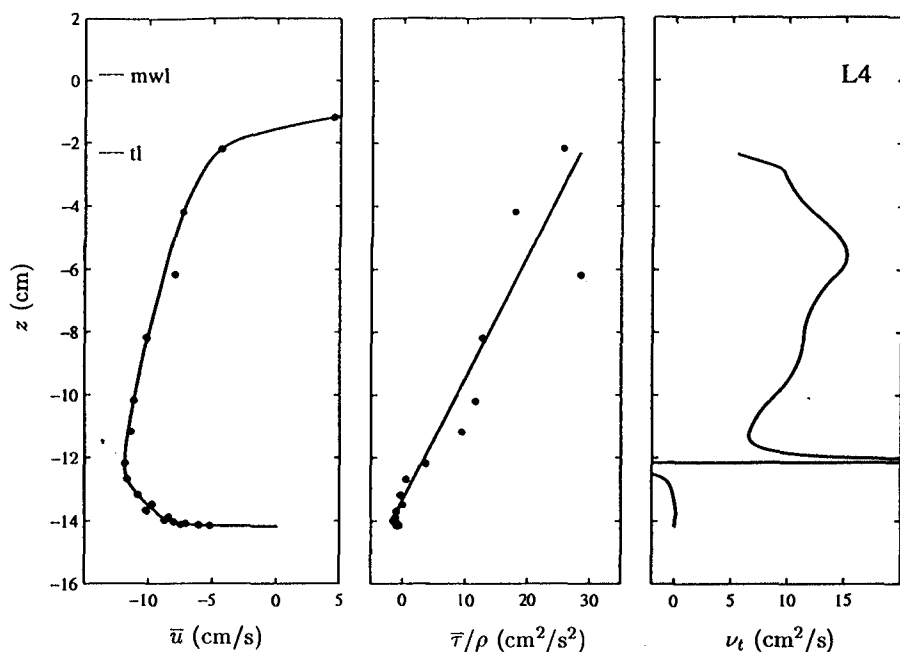 2
0
−2
−4
−6
−8
−10
−12
−14
−16
z (cm)
mwl
tl
−10 −5 0 5
u̅ (cm/s)
0 10 20 30
τ̅/ρ (cm²/s²)
L4
0 5 10 15
νt (cm²/s)